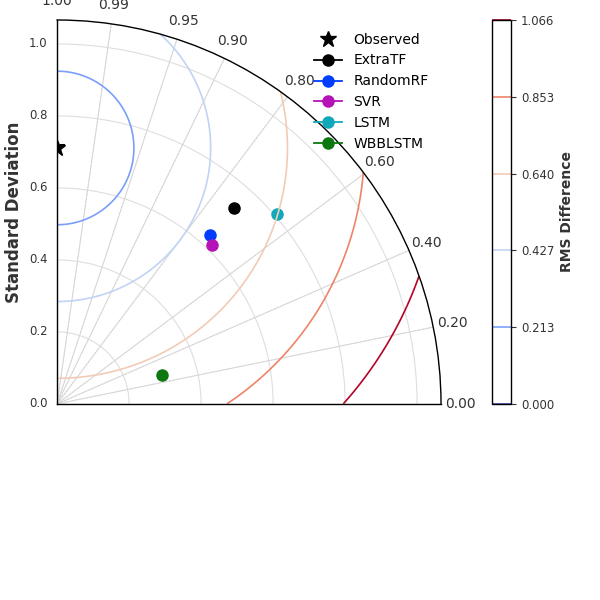 1.00
0.99
0.95
0.90
0.80
0.60
0.40
0.20
0.00
1.0
0.8
0.6
0.4
0.2
0.0
Standard Deviation
Observed
ExtraTF
RandomRF
SVR
LSTM
WBBLSTM
1.066
0.853
0.640
0.427
0.213
0.000
RMS Difference